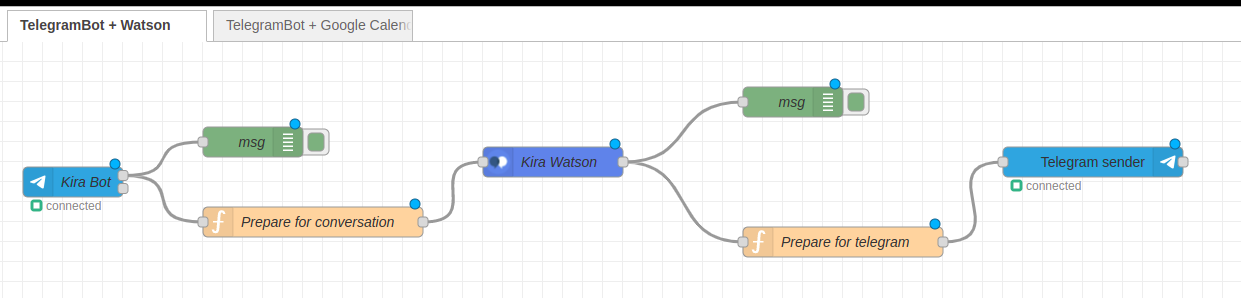 TelegramBot + Watson
TelegramBot + Google Calen
msg
msg
Kira Watson
Telegram sender
connected
Kira Bot
connected
Prepare for conversation
Prepare for telegram